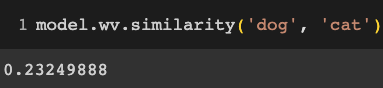 1 model.wv.similarity('dog', 'cat')
0.23249888